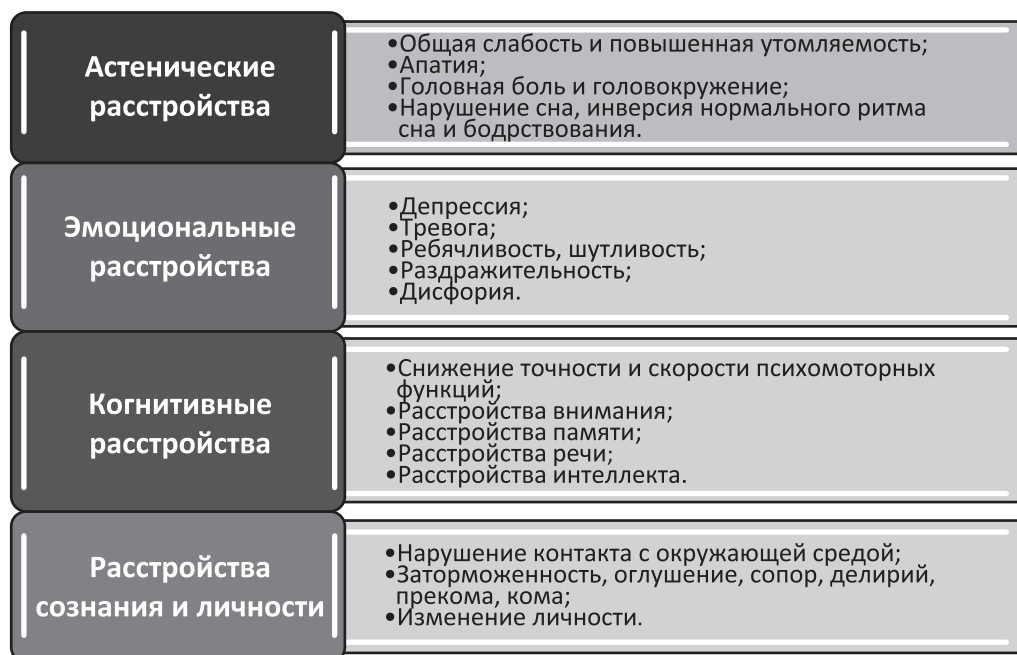 Астенические
расстройства
•Общая слабость и повышенная утомляемость;
•Апатия;
•Головная боль и головокружение;
•Нарушение сна, инверсия нормального ритма
сна и бодрствования.
Эмоциональные
расстройства
•Депрессия;
•Тревога;
•Ребячливость, шутливость;
•Раздражительность;
•Дисфория.
Когнитивные
расстройства
•Снижение точности и скорости психомоторных
функций;
•Расстройства внимания;
•Расстройства памяти;
•Расстройства речи;
•Расстройства интеллекта.
Расстройства
сознания и личности
•Нарушение контакта с окружающей средой;
•Заторможенность, оглушение, сопор, делирий,
прекома, кома;
•Изменение личности.